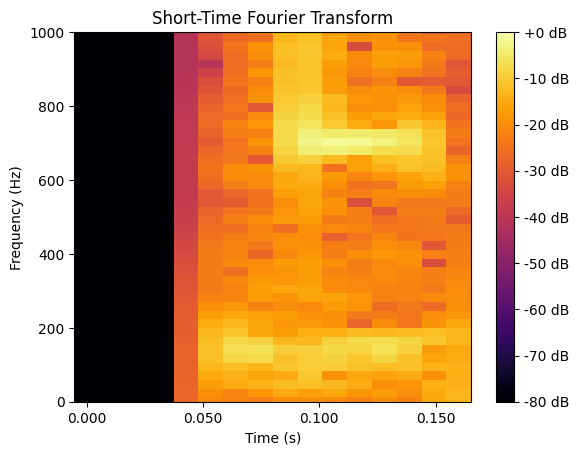 Short-Time Fourier Transform
Frequency (Hz)
1000
800
600
400
200
0
0.000
0.050
0.100
0.150
Time (s)
+0 dB
-10 dB
-20 dB
-30 dB
-40 dB
-50 dB
-60 dB
-70 dB
-80 dB